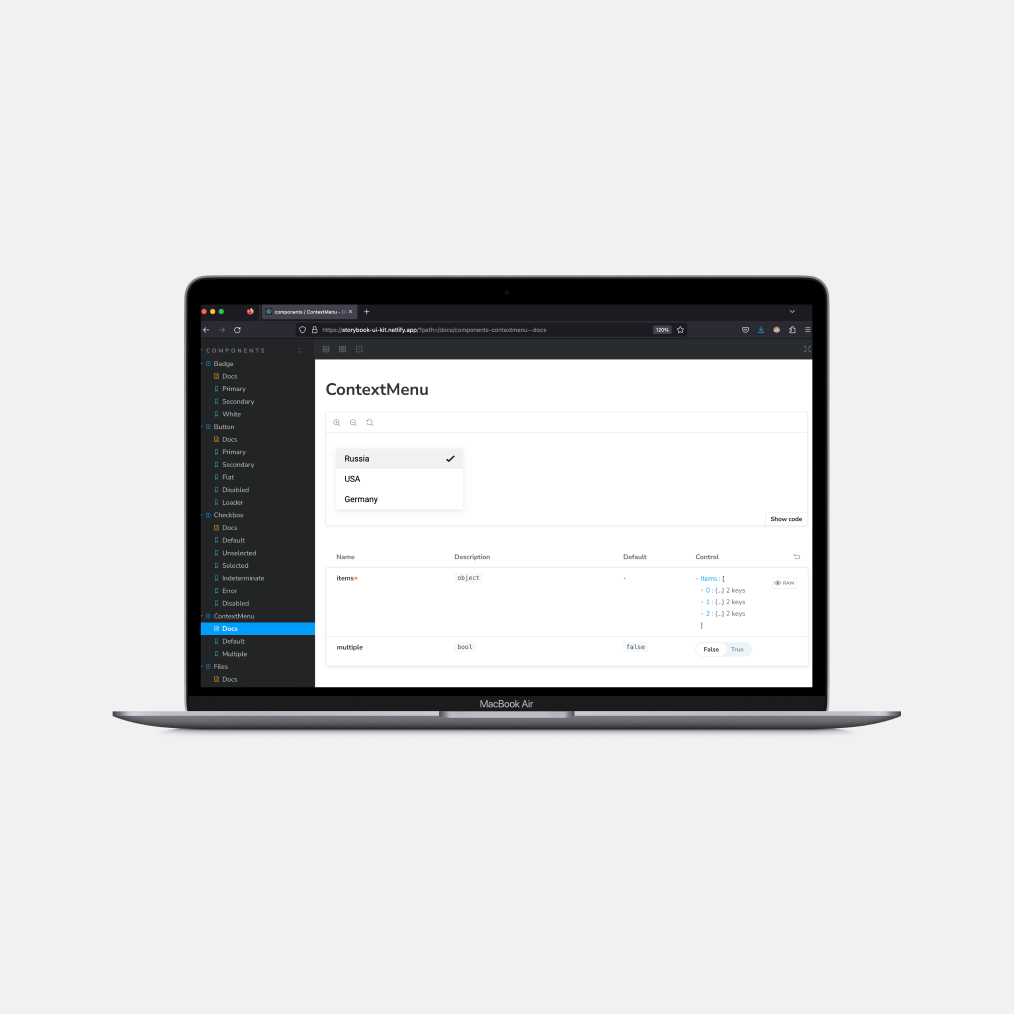 components / ContextMenu - D
https://storybook-ui-kit.netlify.app/?path=/docs/components-contextmenu--docs
120%
COMPONENTS
Badge
Docs
Primary
Secondary
White
Button
Docs
Primary
Secondary
Flat
Disabled
Loader
Checkbox
Docs
Default
Unselected
Selected
Indeterminate
Error
Disabled
ContextMenu
Docs
Default
Multiple
Files
Docs
ContextMenu
Russia
USA
Germany
Show code
Name Description Default Control
items* object - - items : [
RAW
0 : {...} 2 keys
1 : {...} 2 keys
2 : {...} 2 keys
]
multiple bool false False True
MacBook Air